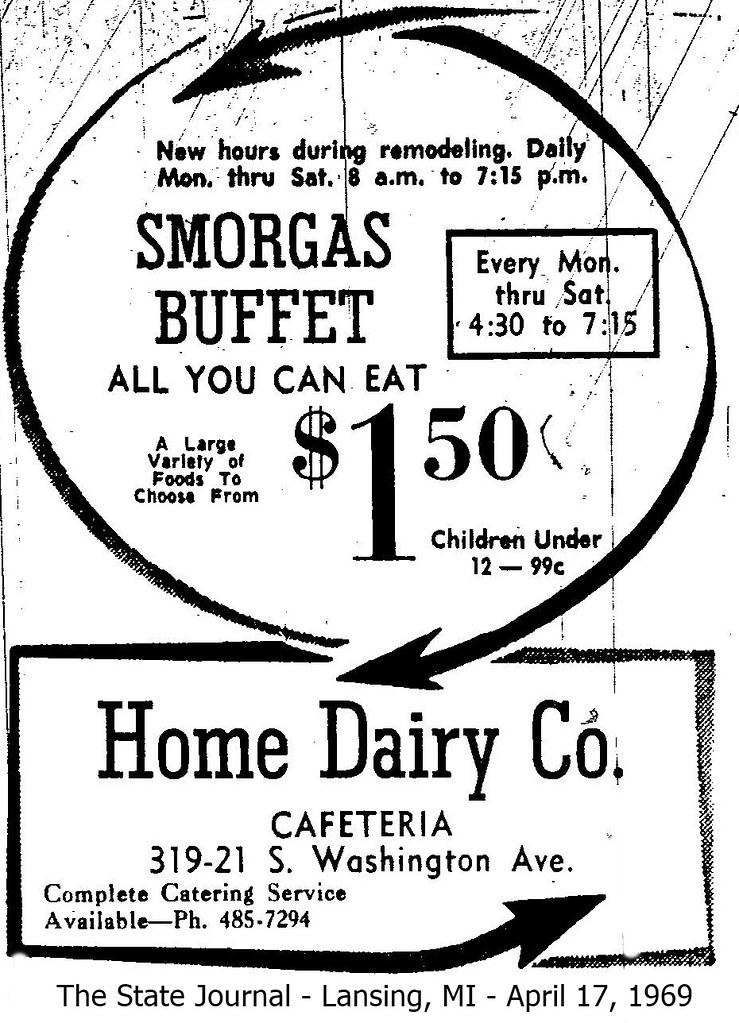 New hours during remodeling. Daily
Mon. thru Sat. 8 a.m. to 7:15 p.m.
SMORGAS
BUFFET
Every Mon.
thru Sat.
4:30 to 7:15
ALL YOU CAN EAT
A Large
Variety of
Foods To
Choose From
$1 50
Children Under
12 — 99c
Home Dairy Co.
CAFETERIA
319-21 S. Washington Ave.
Complete Catering Service
Available—Ph. 485-7294
The State Journal - Lansing, MI - April 17, 1969